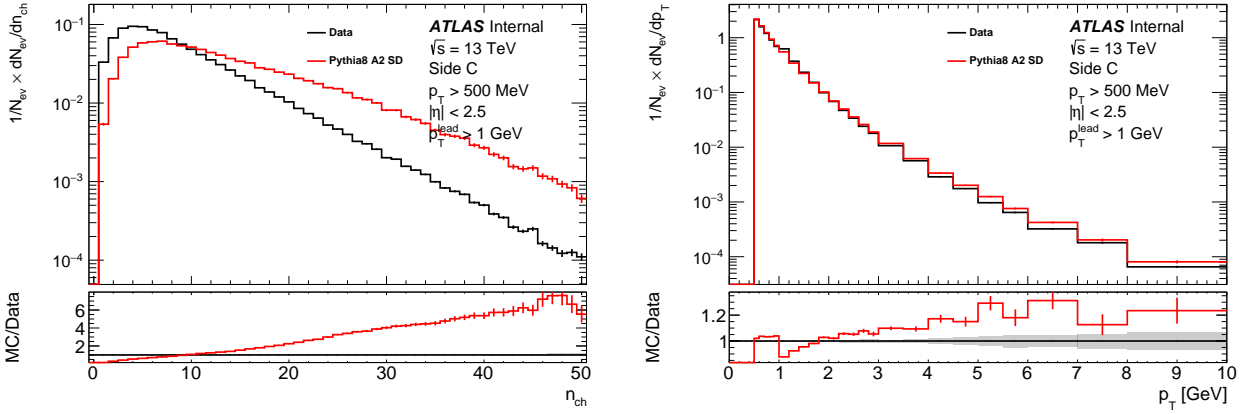 1/N_ev × dN_ev/dn_ch
10⁻¹
10⁻²
10⁻³
10⁻⁴
Data
Pythia8 A2 SD
ATLAS Internal
√s = 13 TeV
Side C
p_T > 500 MeV
|η| < 2.5
p_T^lead > 1 GeV
MC/Data
6
4
2
0 10 20 30 40 50
n_ch
1/N_ev × dN_ev/dp_T
1
10⁻¹
10⁻²
10⁻³
10⁻⁴
Data
Pythia8 A2 SD
ATLAS Internal
√s = 13 TeV
Side C
p_T > 500 MeV
|η| < 2.5
p_T^lead > 1 GeV
MC/Data
1.2
1
0 1 2 3 4 5 6 7 8 9 10
p_T [GeV]